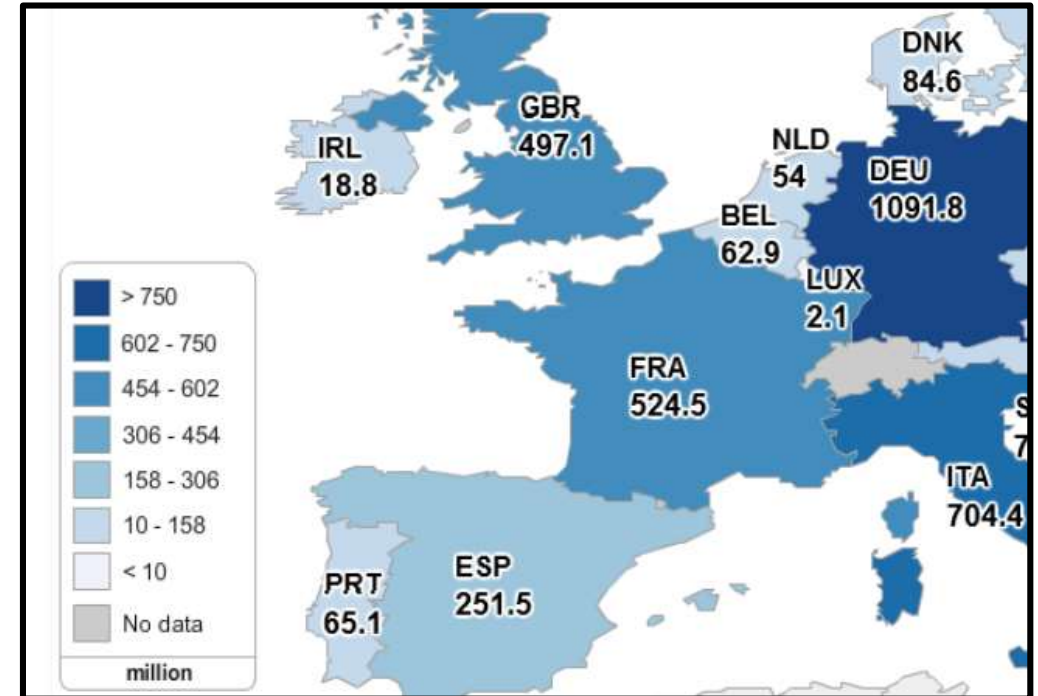 DNK
84.6
GBR
497.1
IRL
18.8
NLD
54
DEU
1091.8
BEL
62.9
LUX
2.1
> 750
602 - 750
454 - 602
306 - 454
158 - 306
10 - 158
< 10
No data
million
FRA
524.5
ITA
704.4
PRT
65.1
ESP
251.5